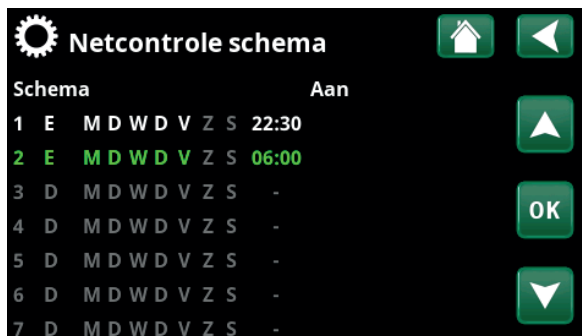 Netcontrole schema
Schema Aan
1 E M D W D V Z S 22:30
2 E M D W D V Z S 06:00
3 D M D W D V Z S -
4 D M D W D V Z S -
OK
5 D M D W D V Z S -
6 D M D W D V Z S -
7 D M D W D V Z S